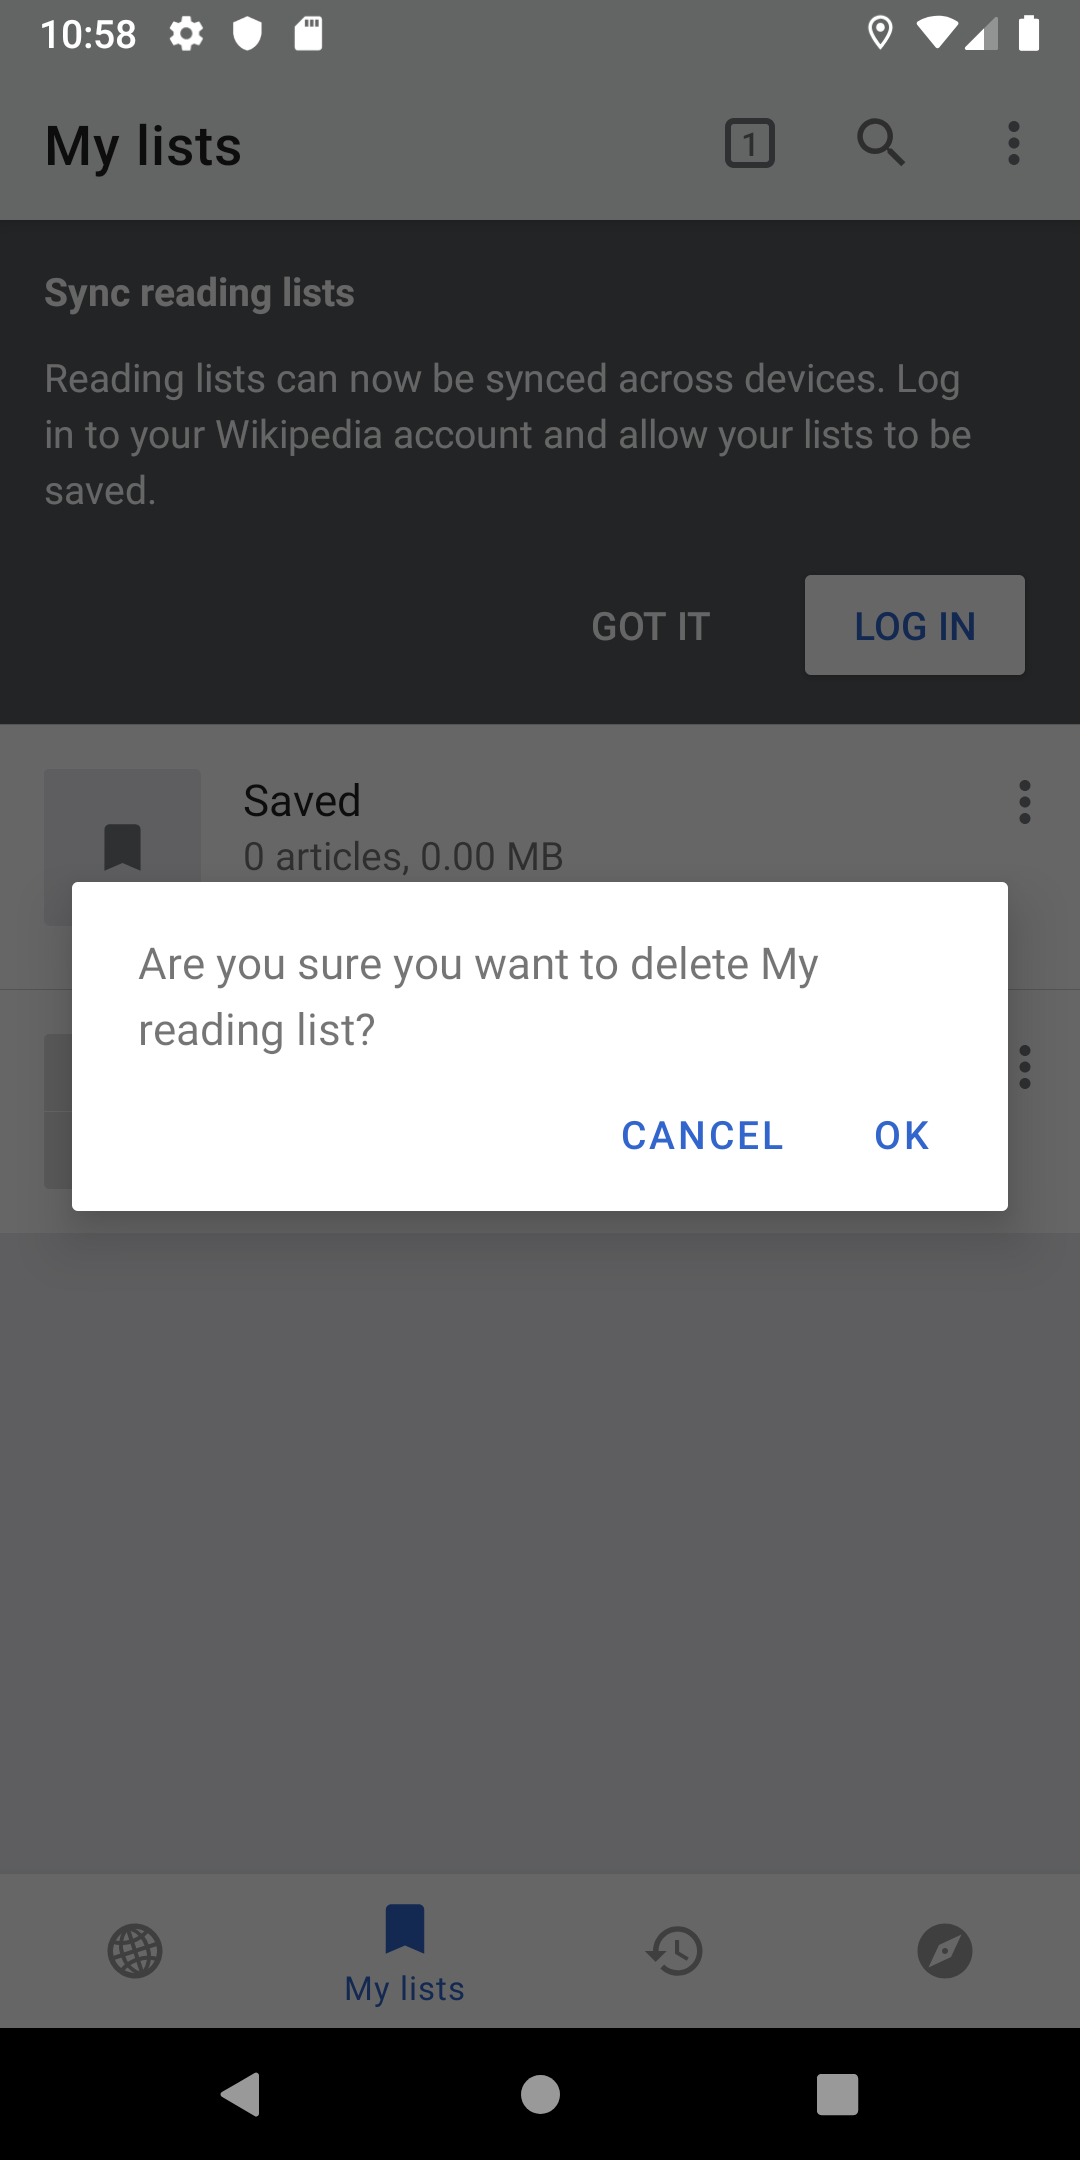 10:58
My lists
1
Sync reading lists
Reading lists can now be synced across devices. Log
in to your Wikipedia account and allow your lists to be
saved.
GOT IT
LOG IN
Saved
0 articles, 0.00 MB
Are you sure you want to delete My
reading list?
CANCEL
OK
My lists